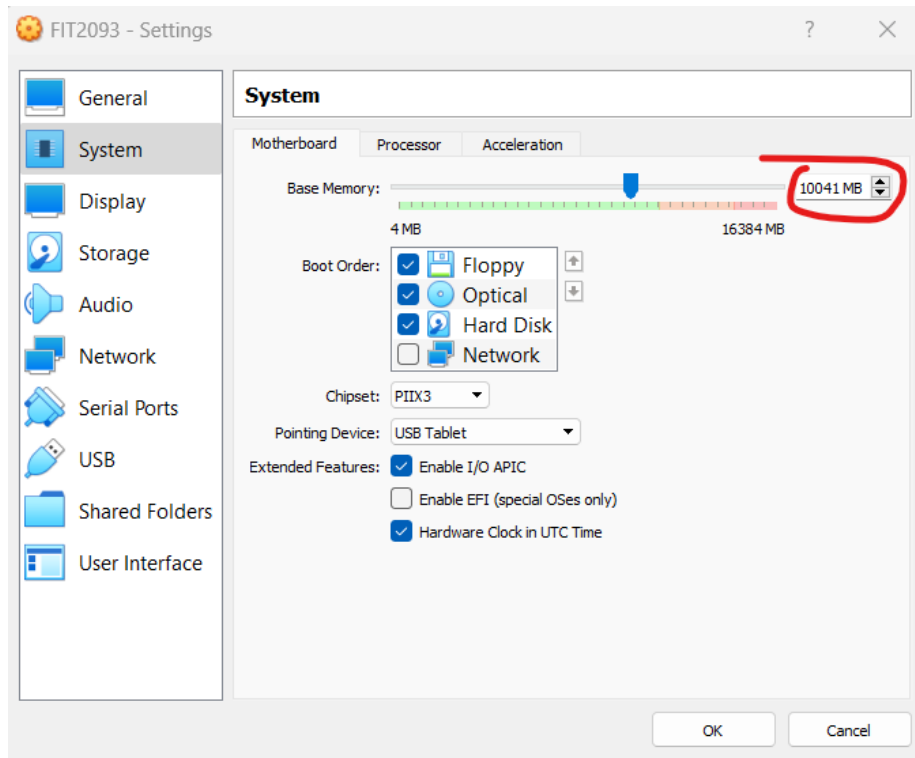 FIT2093 - Settings
?
General
System
Display
Storage
Audio
Network
Serial Ports
USB
Shared Folders
User Interface
System
Motherboard Processor Acceleration
Base Memory: 10041 MB
4 MB 16384 MB
Boot Order: Floppy
Optical
Hard Disk
Network
Chipset: PIIX3
Pointing Device: USB Tablet
Extended Features: Enable I/O APIC
Enable EFI (special OSes only)
Hardware Clock in UTC Time
OK Cancel